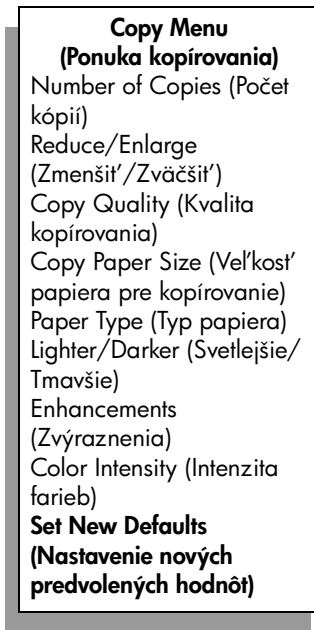 Copy Menu
(Ponuka kopírovania)
Number of Copies (Počet
kópií)
Reduce/Enlarge
(Zmenšiť/Zväčšiť)
Copy Quality (Kvalita
kopírovania)
Copy Paper Size (Veľkosť
papiera pre kopírovanie)
Paper Type (Typ papiera)
Lighter/Darker (Svetlejšie/
Tmavšie)
Enhancements
(Zvýraznenia)
Color Intensity (Intenzita
farieb)
Set New Defaults
(Nastavenie nových
predvolených hodnôt)